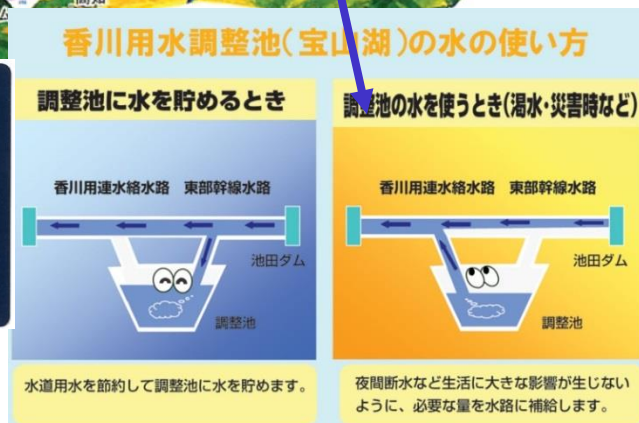 高知
香川用水調整池(宝山湖)の水の使い方
調整池に水を貯めるとき
香川用連水絡水路 東部幹線水路
池田ダム
調整池
水道用水を節約して調整池に水を貯めます。
調整池の水を使うとき(渇水・災害時など)
香川用連水絡水路 東部幹線水路
池田ダム
調整池
夜間断水など生活に大きな影響が生じない
ように、必要な量を水路に補給します。